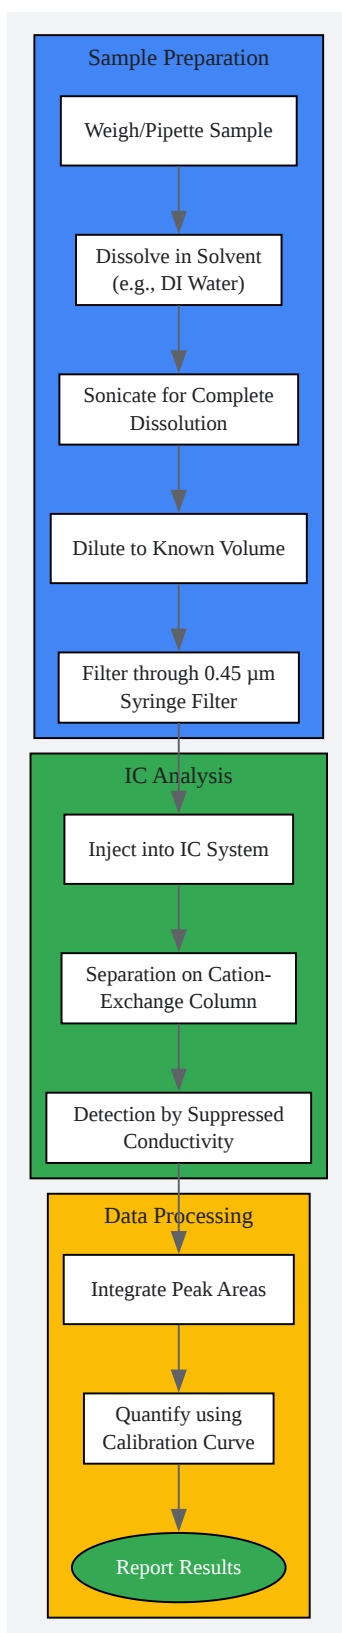 Sample Preparation
Weigh/Pipette Sample
Dissolve in Solvent
(e.g., DI Water)
Sonicate for Complete
Dissolution
Dilute to Known Volume
Filter through 0.45 µm
Syringe Filter
IC Analysis
Inject into IC System
Separation on Cation-
Exchange Column
Detection by Suppressed
Conductivity
Data Processing
Integrate Peak Areas
Quantify using
Calibration Curve
Report Results